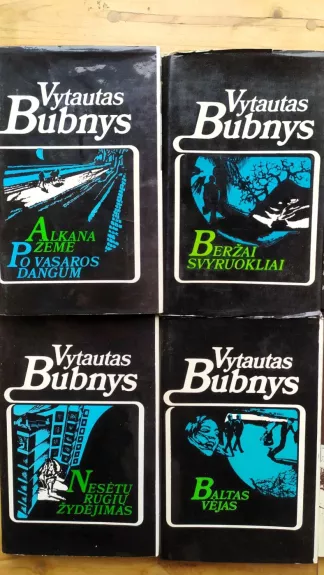 Vytautas
Bubnys
ALKANA
ŽEMĖ
PO VASAROS
DANGUM
Vytautas
Bubnys
BERŽAI
SVYRUOKLIAI
Vytautas
Bubnys
NESĖTŲ
RUGIŲ
ŽYDĖJIMAS
Vytautas
Bubnys
BALTAS
VĖJAS